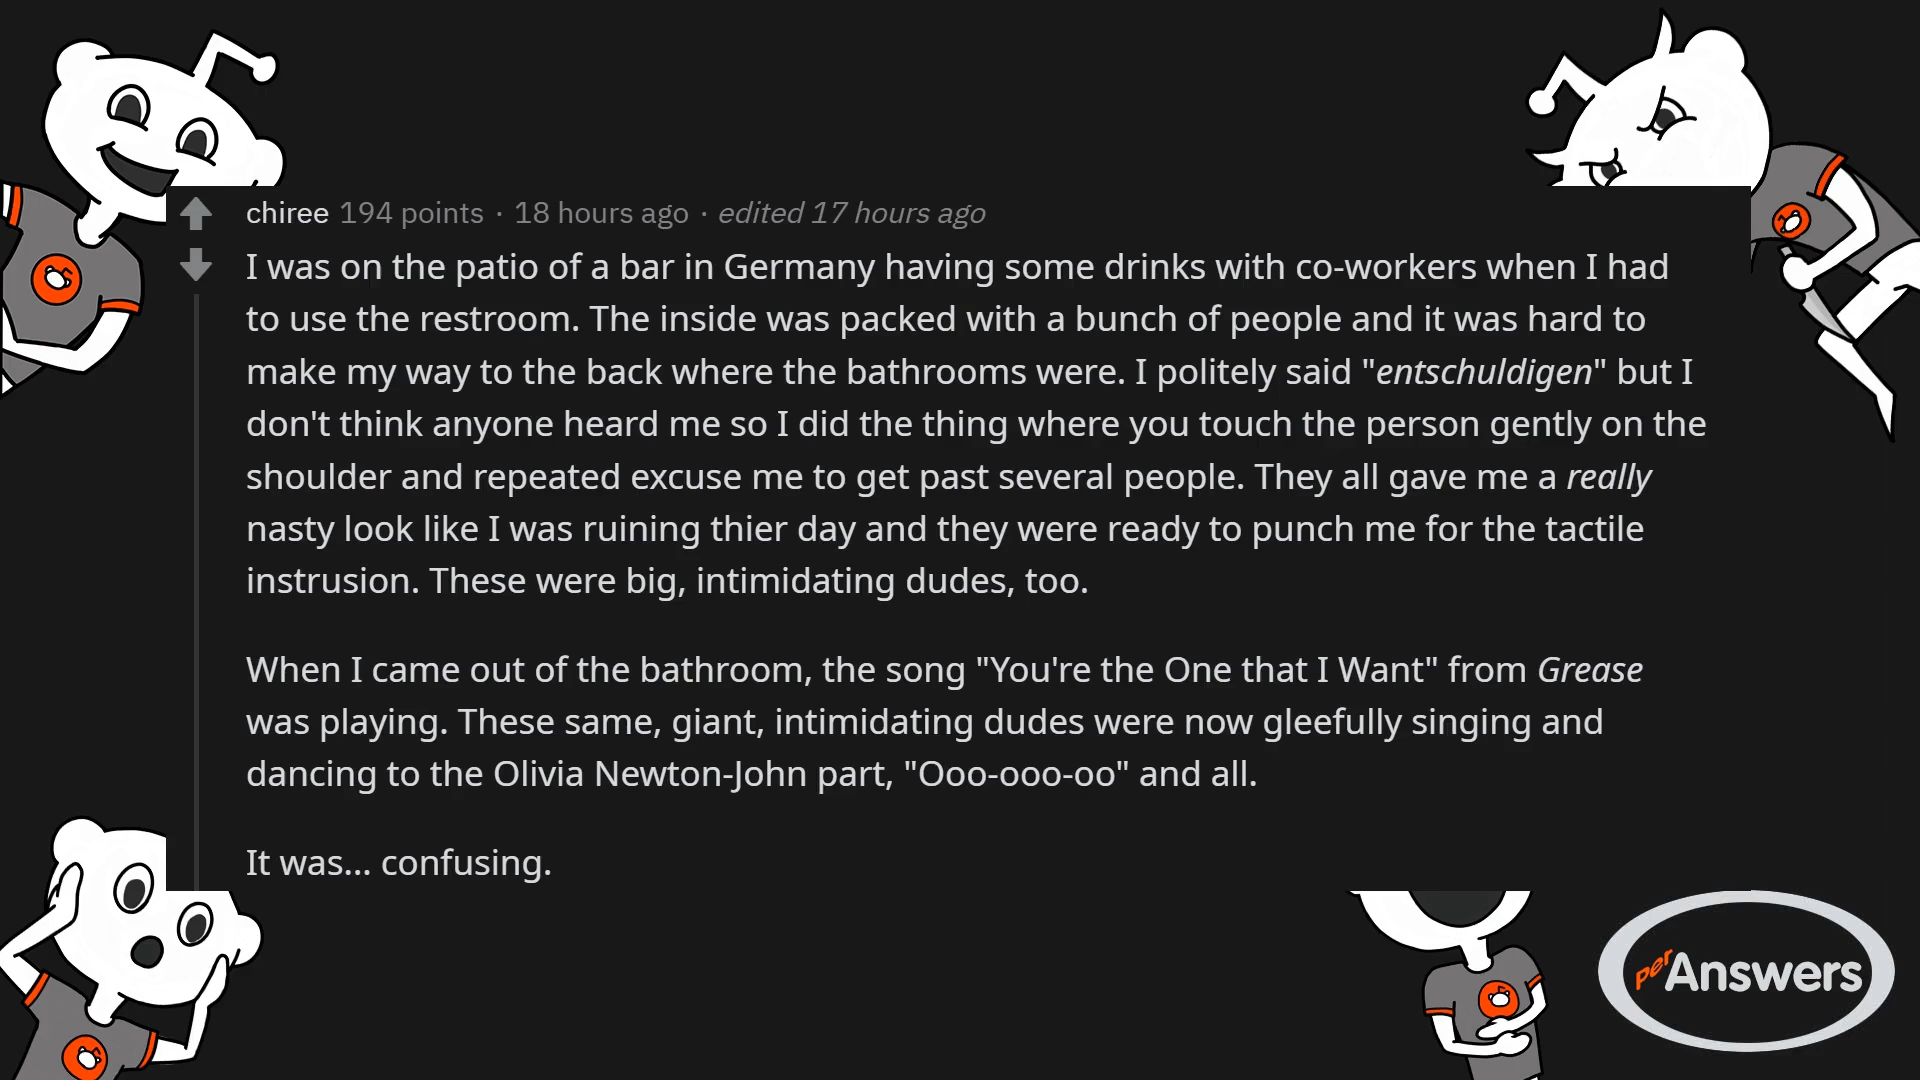 chiree 194 points · 18 hours ago · edited 17 hours ago
I was on the patio of a bar in Germany having some drinks with co-workers when I had
to use the restroom. The inside was packed with a bunch of people and it was hard to
make my way to the back where the bathrooms were. I politely said "entschuldigen" but I
don't think anyone heard me so I did the thing where you touch the person gently on the
shoulder and repeated excuse me to get past several people. They all gave me a really
nasty look like I was ruining thier day and they were ready to punch me for the tactile
instrusion. These were big, intimidating dudes, too.
When I came out of the bathroom, the song "You're the One that I Want" from Grease
was playing. These same, giant, intimidating dudes were now gleefully singing and
dancing to the Olivia Newton-John part, "Ooo-ooo-oo" and all.
It was... confusing.
per Answers